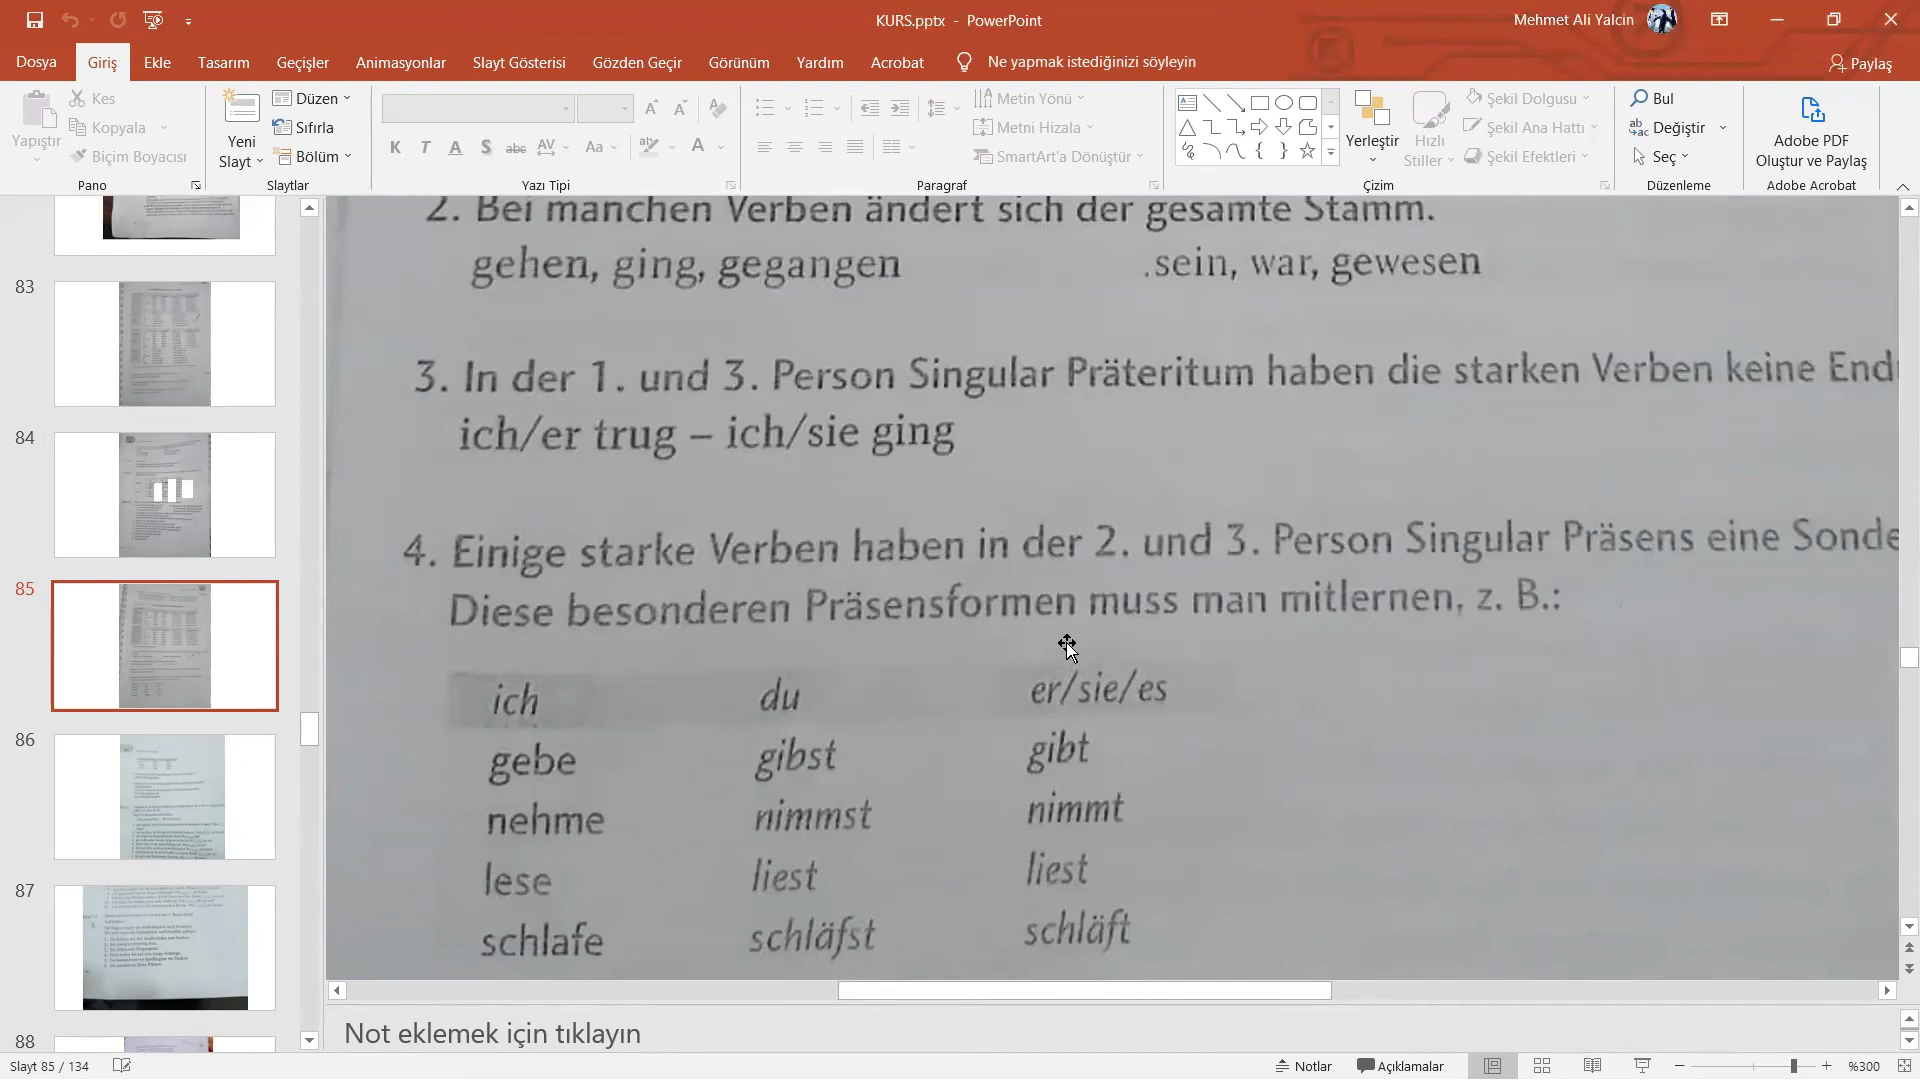 KURS.pptx - PowerPoint
Mehmet Ali Yalcin
Dosya Giriş Ekle Tasarım Geçişler Animasyonlar Slayt Gösterisi Gözden Geçir Görünüm Yardım Acrobat Ne yapmak istediğinizi söyleyin Paylaş
Yapıştır
Kes
Kopyala
Biçim Boyacısı
Pano
Yeni Slayt
Düzen
Sıfırla
Bölüm
Slaytlar
K T A S abc AV Aa A
Yazı Tipi
Metin Yönü
Metni Hizala
SmartArt'a Dönüştür
Paragraf
Yerleştir
Hızlı Stiller
Şekil Dolgusu
Şekil Ana Hattı
Şekil Efektleri
Çizim
Bul
Değiştir
Seç
Düzenleme
Adobe PDF
Oluştur ve Paylaş
Adobe Acrobat
83
84
85
86
87
88
2. Bei manchen Verben ändert sich der gesamte Stamm.
gehen, ging, gegangen .sein, war, gewesen
3. In der 1. und 3. Person Singular Präteritum haben die starken Verben keine End
ich/er trug – ich/sie ging
4. Einige starke Verben haben in der 2. und 3. Person Singular Präsens eine Sonde
Diese besonderen Präsensformen muss man mitlernen, z. B.:
ich du er/sie/es
gebe gibst gibt
nehme nimmst nimmt
lese liest liest
schlafe schläfst schläft
Not eklemek için tıklayın
Slayt 85 / 134
Notlar
Açıklamalar
%300